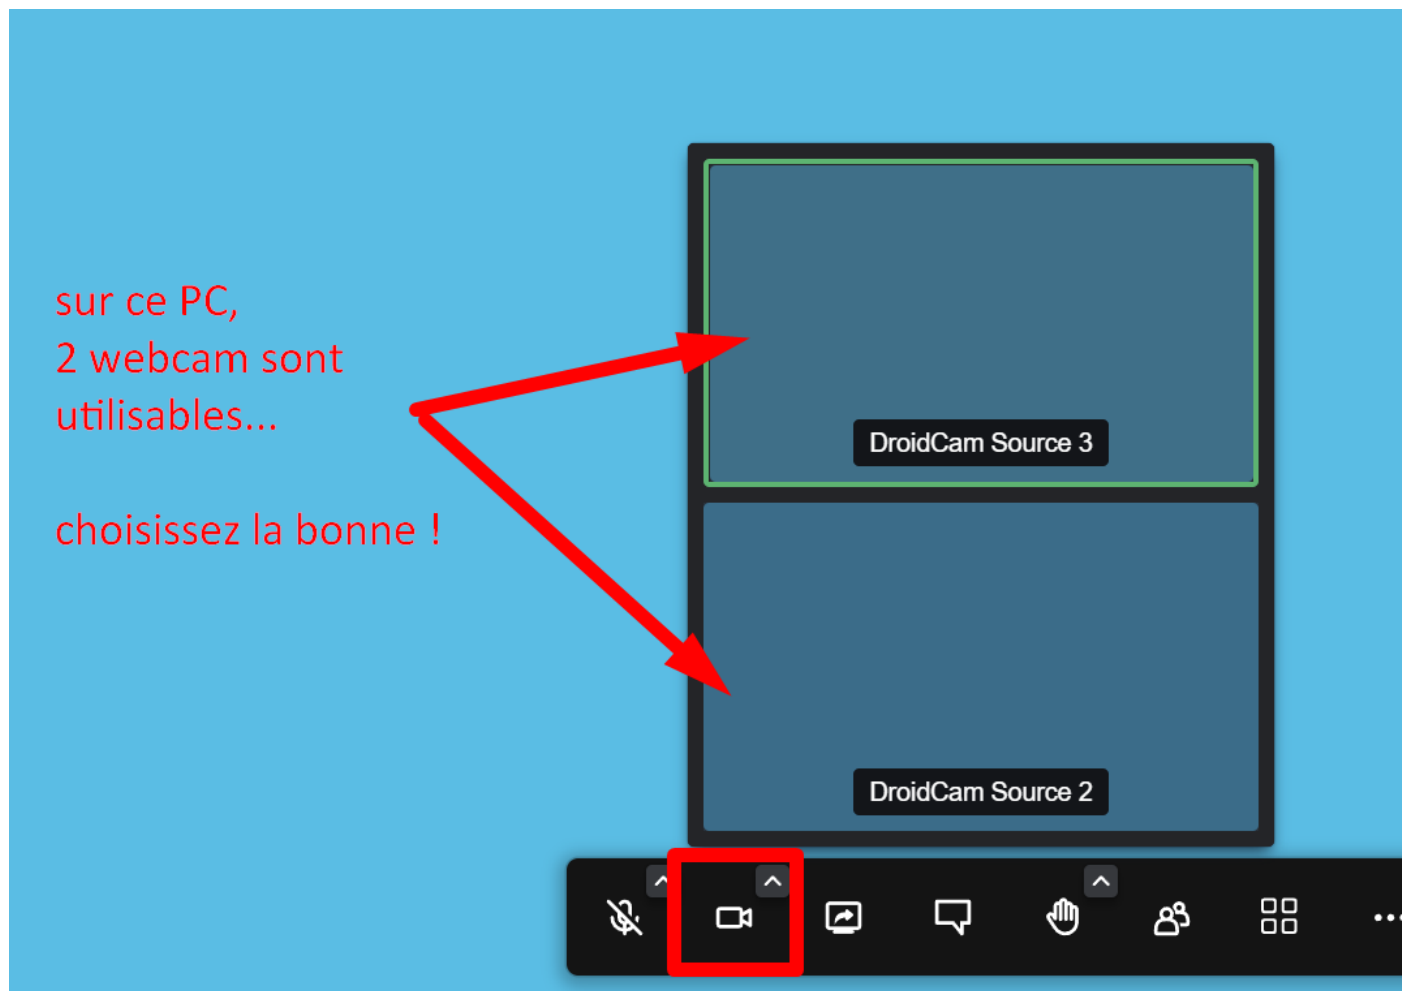 sur ce PC,
2 webcam sont
utilisables...
choisissez la bonne !
DroidCam Source 3
DroidCam Source 2